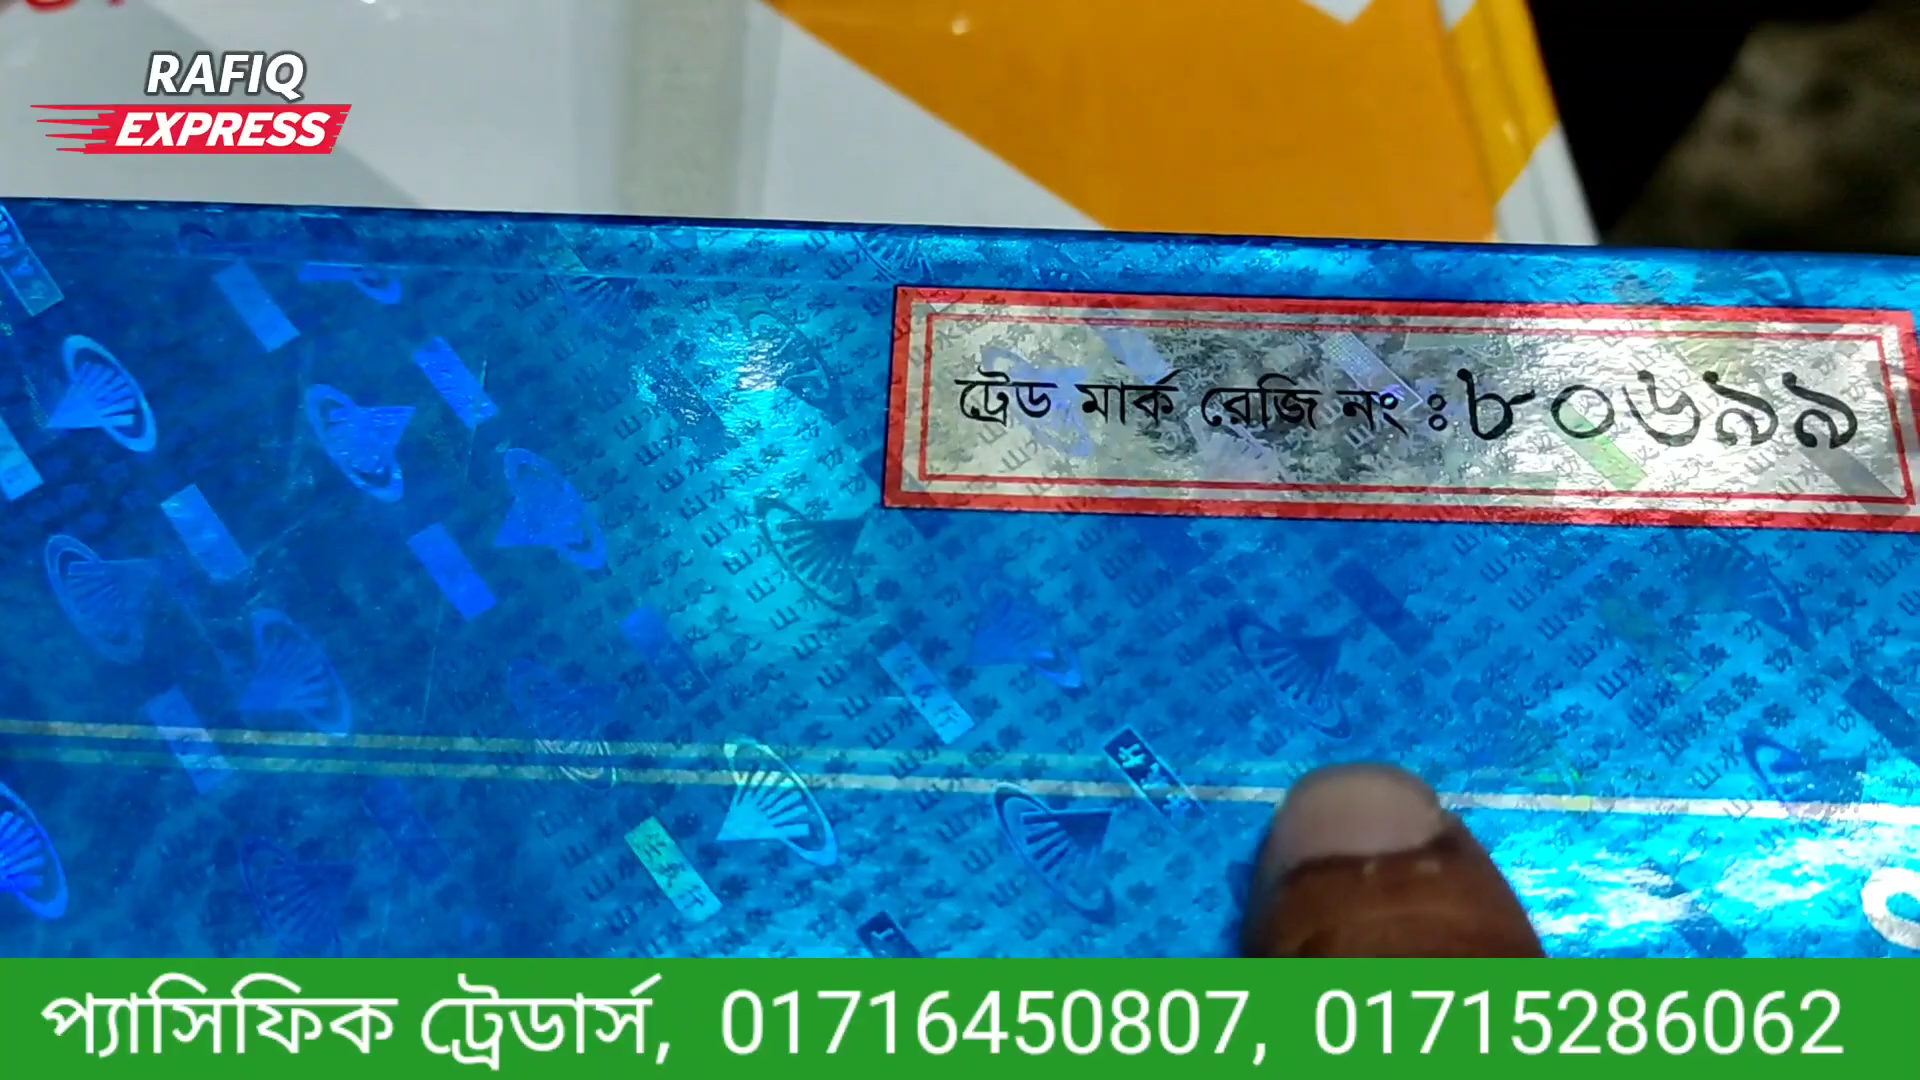 RAFIQ
EXPRESS
ট্রেড মার্ক রেজি নং ঃ ৮০৬৯৯
প্যাসিফিক ট্রেডার্স, 01716450807, 01715286062